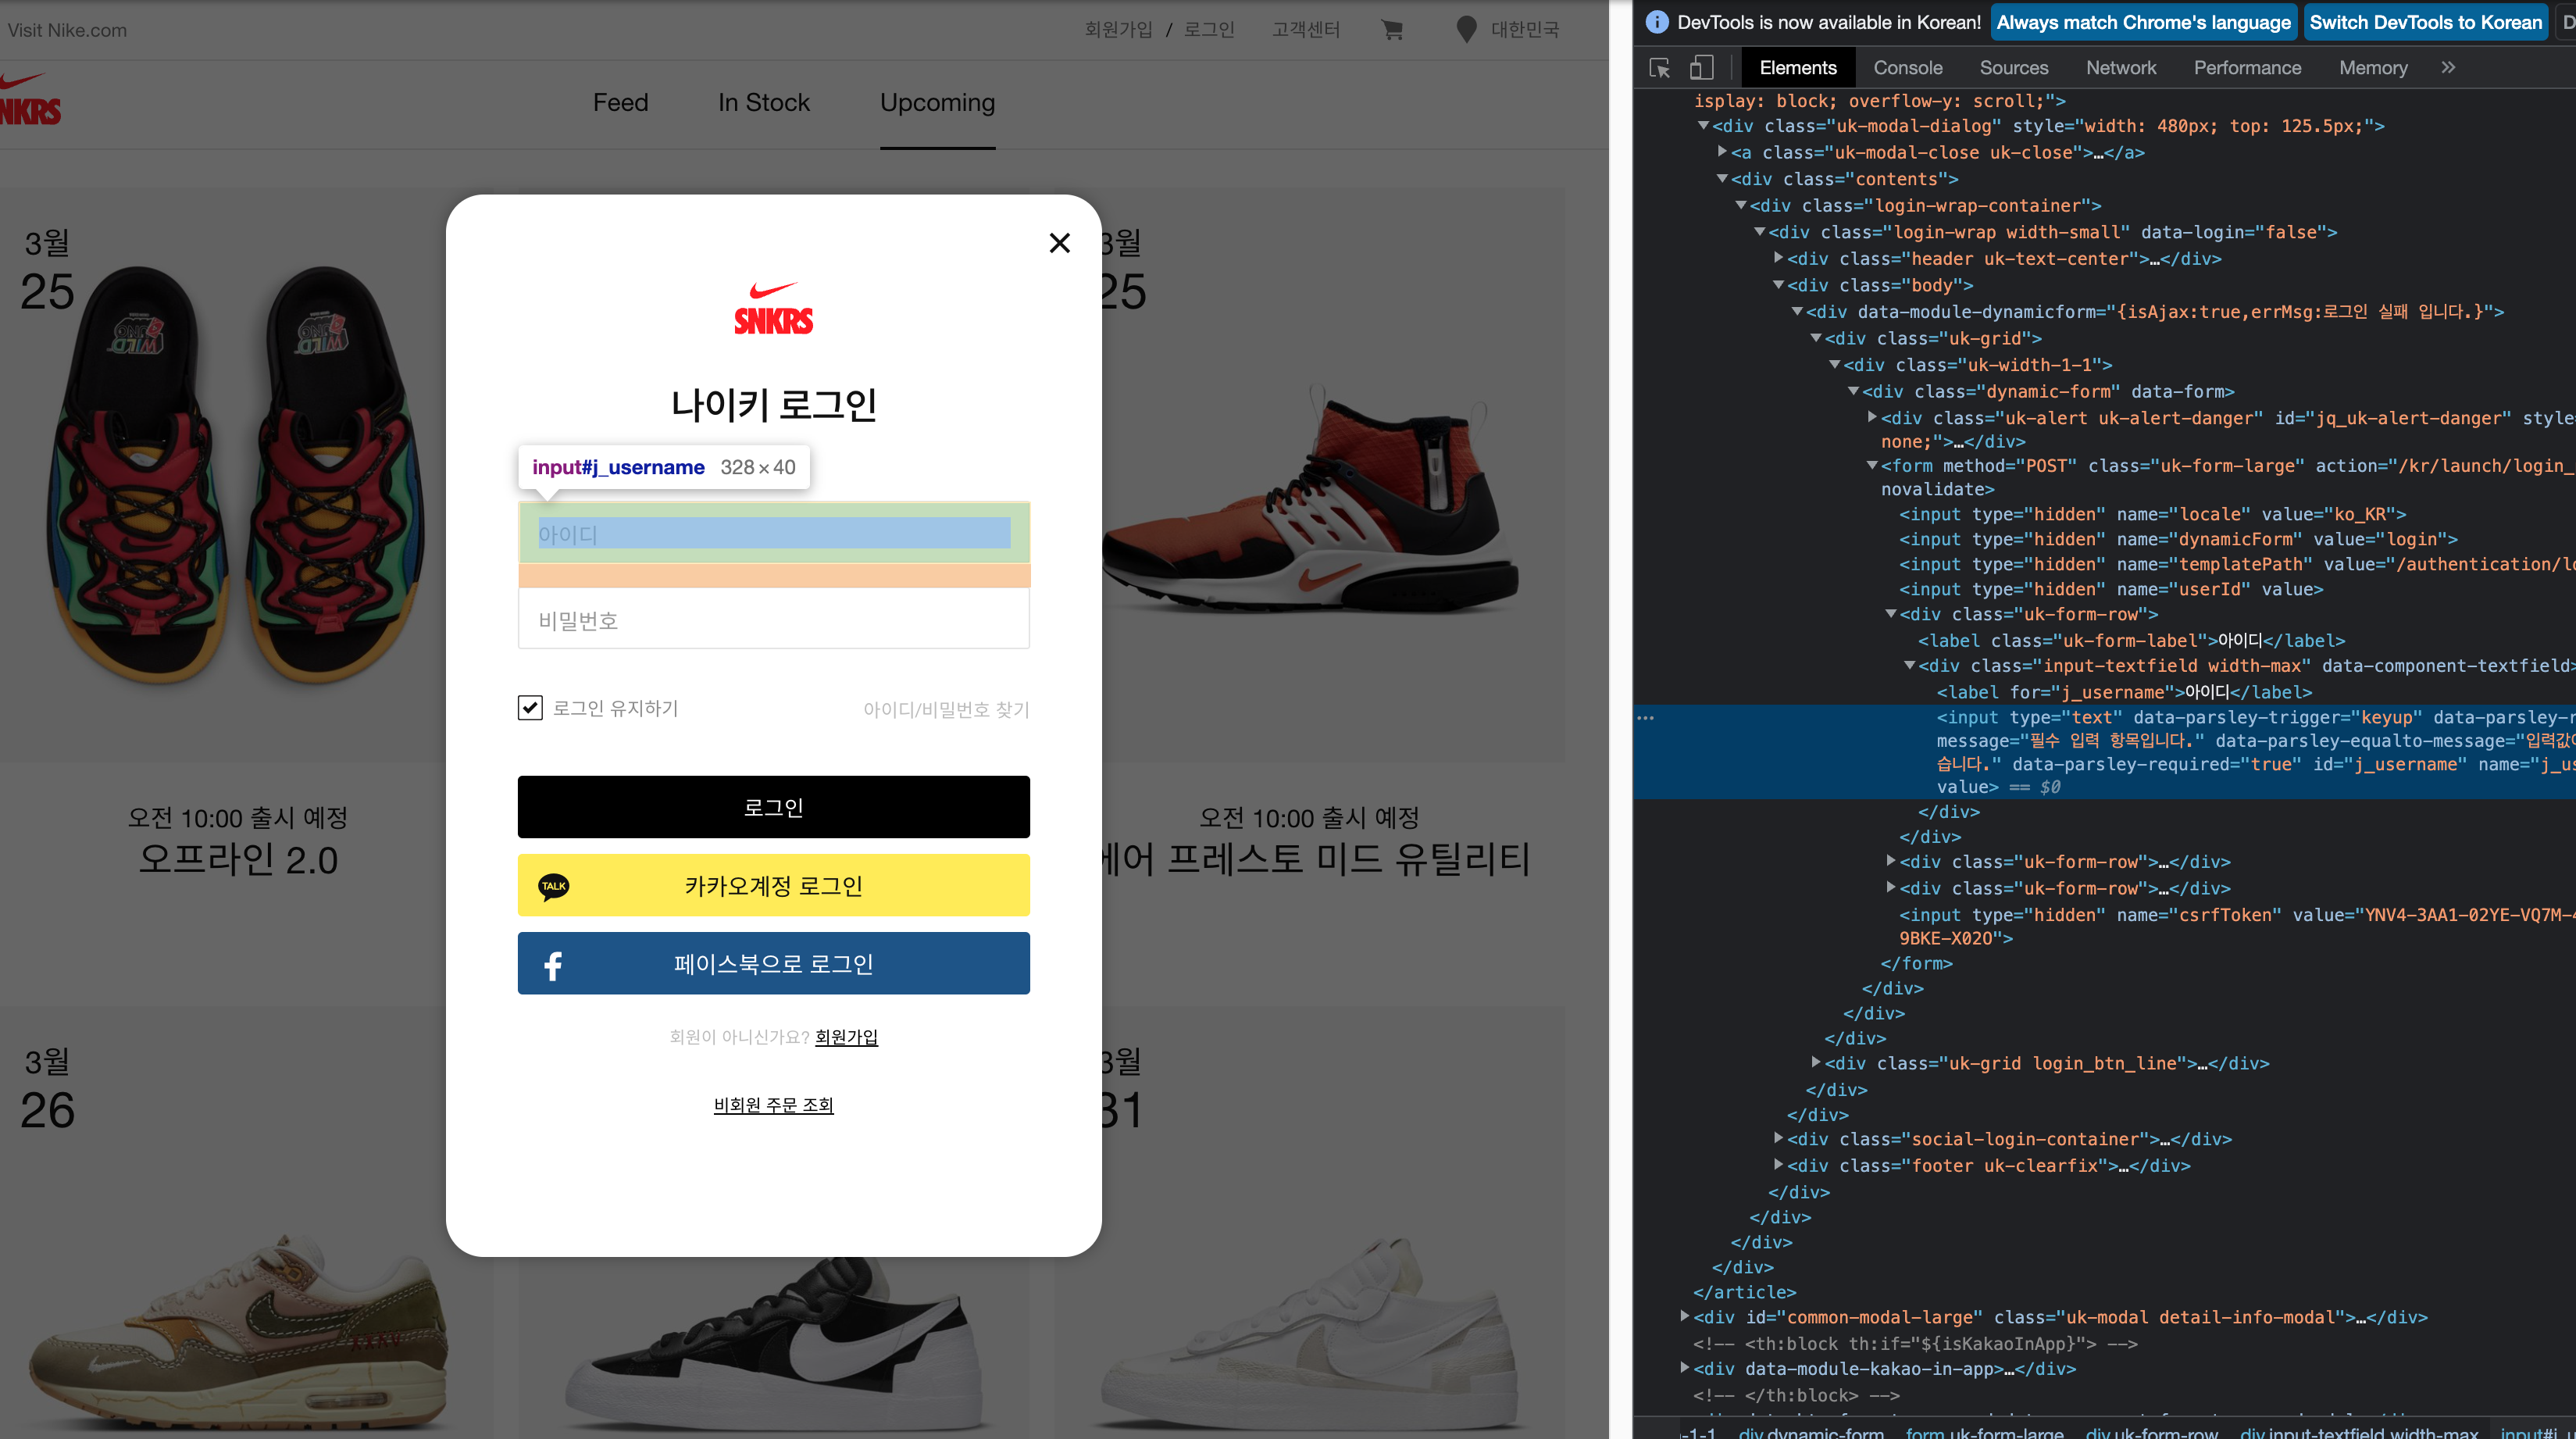 Visit Nike.com
회원가입 / 로그인 고객센터 대한민국
SNKRS
Feed In Stock Upcoming
3월
25
3월
25
SNKRS
나이키 로그인
input#j_username 328 × 40
아이디
비밀번호
로그인 유지하기 아이디/비밀번호 찾기
로그인
TALK 카카오계정 로그인
페이스북으로 로그인
회원이 아니신가요? 회원가입
비회원 주문 조회
오전 10:00 출시 예정
오프라인 2.0
오전 10:00 출시 예정
에어 프레스토 미드 유틸리티
3월
26
3월
31
DevTools is now available in Korean! Always match Chrome's language Switch DevTools to Korean D
Elements Console Sources Network Performance Memory »
isplay: block; overflow-y: scroll;">
<div class="uk-modal-dialog" style="width: 480px; top: 125.5px;">
<a class="uk-modal-close uk-close">…</a>
<div class="contents">
<div class="login-wrap-container">
<div class="login-wrap width-small" data-login="false">
<div class="header uk-text-center">…</div>
<div class="body">
<div data-module-dynamicform="{isAjax:true,errMsg:로그인 실패 입니다.}">
<div class="uk-grid">
<div class="uk-width-1-1">
<div class="dynamic-form" data-form>
<div class="uk-alert uk-alert-danger" id="jq_uk-alert-danger" style
none;">…</div>
<form method="POST" class="uk-form-large" action="/kr/launch/login_
novalidate>
<input type="hidden" name="locale" value="ko_KR">
<input type="hidden" name="dynamicForm" value="login">
<input type="hidden" name="templatePath" value="/authentication/lo
<input type="hidden" name="userId" value>
<div class="uk-form-row">
<label class="uk-form-label">아이디</label>
<div class="input-textfield width-max" data-component-textfield>
<label for="j_username">아이디</label>
<input type="text" data-parsley-trigger="keyup" data-parsley-r
message="필수 입력 항목입니다." data-parsley-equalto-message="입력값이
습니다." data-parsley-required="true" id="j_username" name="j_us
value> == $0
</div>
</div>
<div class="uk-form-row">…</div>
<div class="uk-form-row">…</div>
<input type="hidden" name="csrfToken" value="YNV4-3AA1-02YE-VQ7M-4
9BKE-X02O">
</form>
</div>
</div>
</div>
<div class="uk-grid login_btn_line">…</div>
</div>
</div>
<div class="social-login-container">…</div>
<div class="footer uk-clearfix">…</div>
</div>
</div>
</div>
</div>
</article>
<div id="common-modal-large" class="uk-modal detail-info-modal">…</div>
<!-- <th:block th:if="${isKakaoInApp}"> -->
<div data-module-kakao-in-app>…</div>
<!-- </th:block> -->
-1-1 div.dynamic-form form.uk-form-large div.uk-form-row div.input-textfield.width-max input#j_u